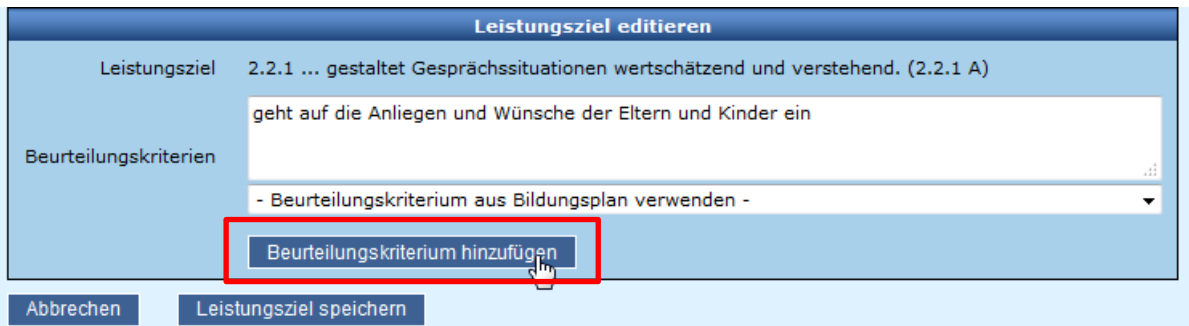 Leistungsziel editieren
Leistungsziel 2.2.1 ... gestaltet Gesprächssituationen wertschätzend und verstehend. (2.2.1 A)
geht auf die Anliegen und Wünsche der Eltern und Kinder ein
Beurteilungskriterien
- Beurteilungskriterium aus Bildungsplan verwenden -
Beurteilungskriterium hinzufügen
Abbrechen Leistungsziel speichern